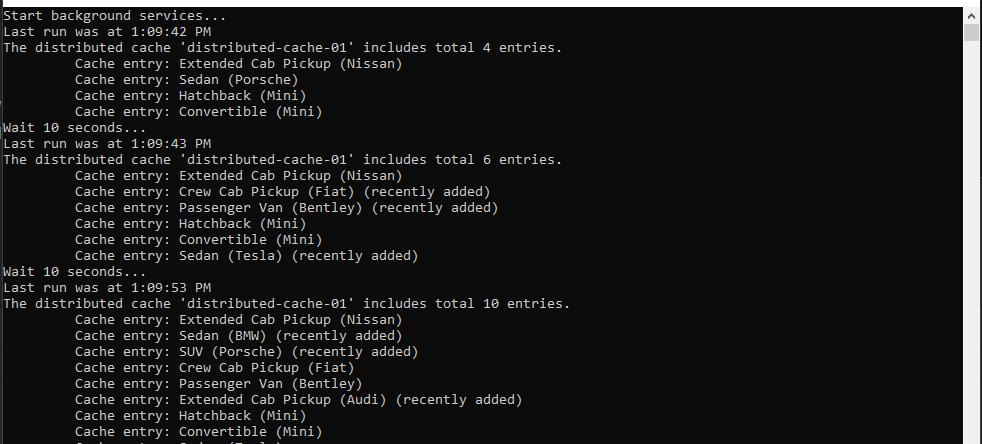 Start background services...
Last run was at 1:09:42 PM
The distributed cache 'distributed-cache-01' includes total 4 entries.
Cache entry: Extended Cab Pickup (Nissan)
Cache entry: Sedan (Porsche)
Cache entry: Hatchback (Mini)
Cache entry: Convertible (Mini)
Wait 10 seconds...
Last run was at 1:09:43 PM
The distributed cache 'distributed-cache-01' includes total 6 entries.
Cache entry: Extended Cab Pickup (Nissan)
Cache entry: Crew Cab Pickup (Fiat) (recently added)
Cache entry: Passenger Van (Bentley) (recently added)
Cache entry: Hatchback (Mini)
Cache entry: Convertible (Mini)
Cache entry: Sedan (Tesla) (recently added)
Wait 10 seconds...
Last run was at 1:09:53 PM
The distributed cache 'distributed-cache-01' includes total 10 entries.
Cache entry: Extended Cab Pickup (Nissan)
Cache entry: Sedan (BMW) (recently added)
Cache entry: SUV (Porsche) (recently added)
Cache entry: Crew Cab Pickup (Fiat)
Cache entry: Passenger Van (Bentley)
Cache entry: Extended Cab Pickup (Audi) (recently added)
Cache entry: Hatchback (Mini)
Cache entry: Convertible (Mini)